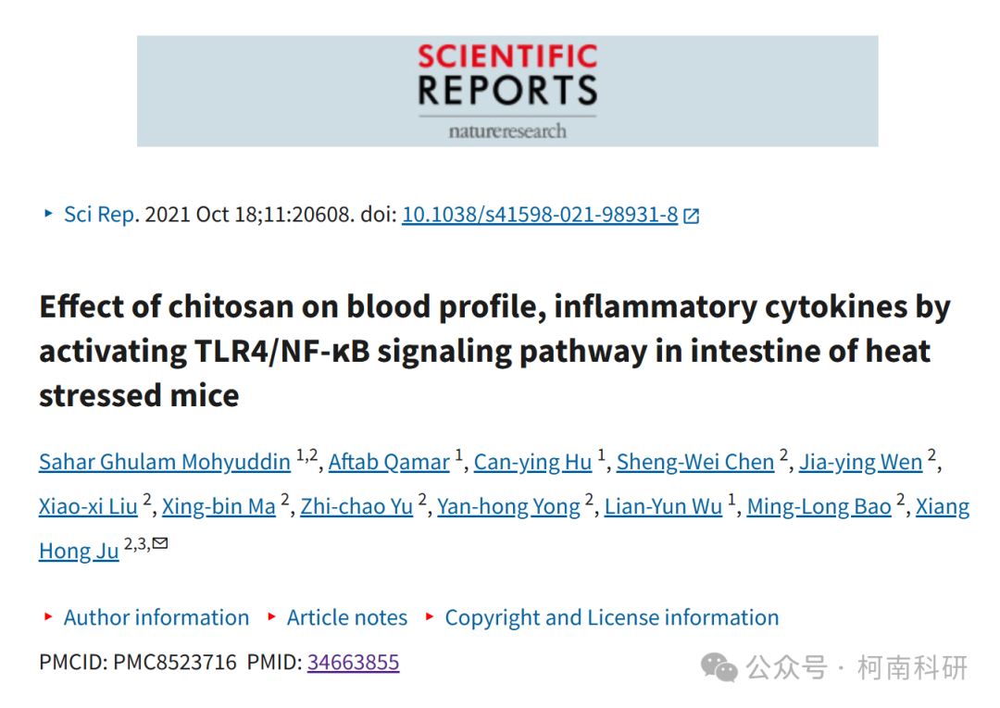 SCIENTIFIC
REPORTS
natureresearch
Sci Rep. 2021 Oct 18;11:20608. doi: 10.1038/s41598-021-98931-8
Effect of chitosan on blood profile, inflammatory cytokines by
activating TLR4/NF-κB signaling pathway in intestine of heat
stressed mice
Sahar Ghulam Mohyuddin 1,2, Aftab Qamar 1, Can-ying Hu 1, Sheng-Wei Chen 2, Jia-ying Wen 2,
Xiao-xi Liu 2, Xing-bin Ma 2, Zhi-chao Yu 2, Yan-hong Yong 2, Lian-Yun Wu 1, Ming-Long Bao 2, Xiang
Hong Ju 2,3,✉
Author information Article notes Copyright and License information
PMCID: PMC8523716 PMID: 34663855
公众号 · 柯南科研